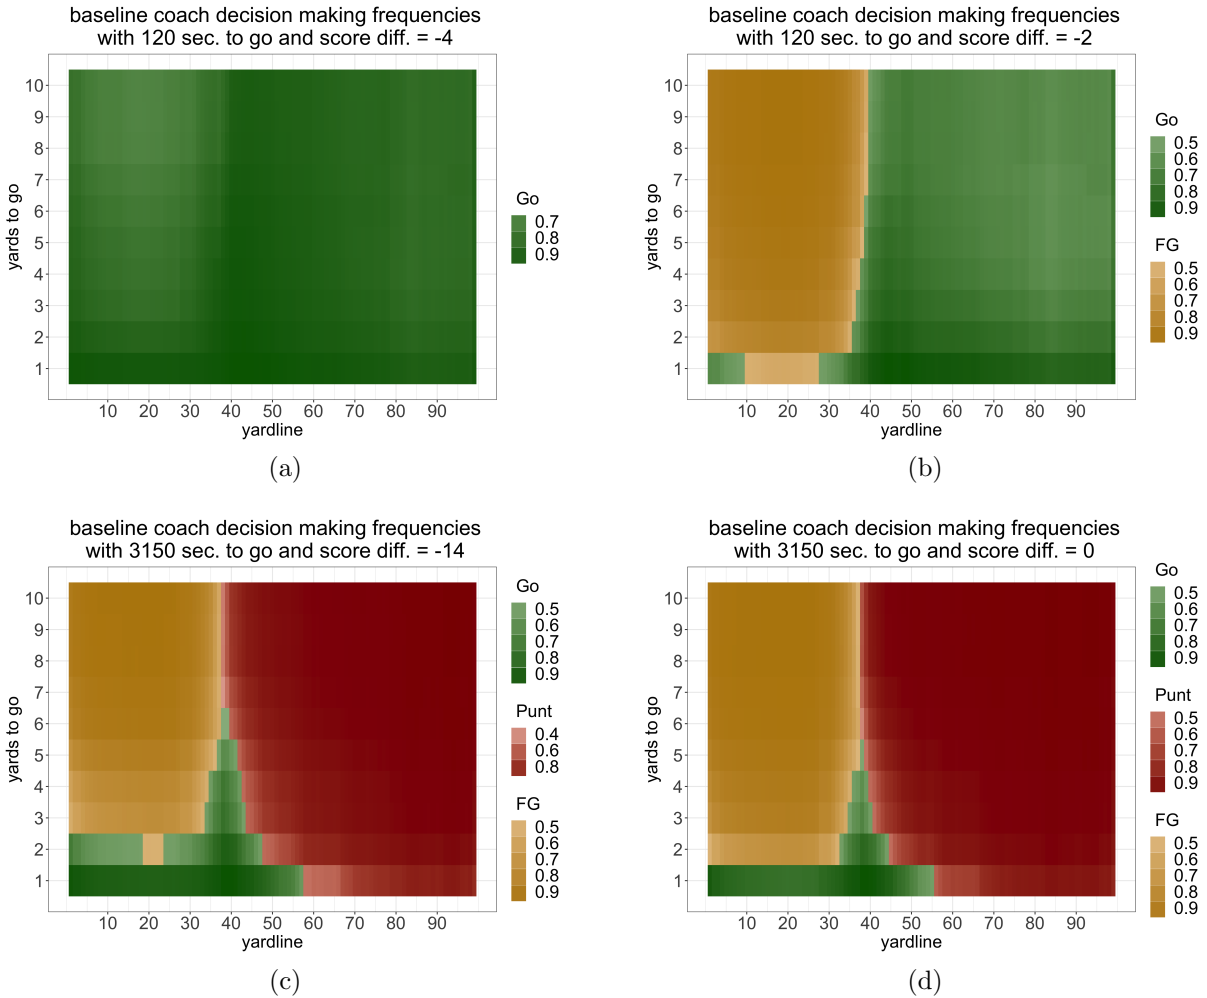 baseline coach decision making frequencies
with 120 sec. to go and score diff. = -4
yards to go
10
9
8
7
6
5
4
3
2
1
10 20 30 40 50 60 70 80 90
yardline
Go
0.7
0.8
0.9
(a)
baseline coach decision making frequencies
with 120 sec. to go and score diff. = -2
yards to go
10
9
8
7
6
5
4
3
2
1
10 20 30 40 50 60 70 80 90
yardline
Go
0.5
0.6
0.7
0.8
0.9
FG
0.5
0.6
0.7
0.8
0.9
(b)
baseline coach decision making frequencies
with 3150 sec. to go and score diff. = -14
yards to go
10
9
8
7
6
5
4
3
2
1
10 20 30 40 50 60 70 80 90
yardline
Go
0.5
0.6
0.7
0.8
0.9
Punt
0.4
0.6
0.8
FG
0.5
0.6
0.7
0.8
0.9
(c)
baseline coach decision making frequencies
with 3150 sec. to go and score diff. = 0
yards to go
10
9
8
7
6
5
4
3
2
1
10 20 30 40 50 60 70 80 90
yardline
Go
0.5
0.6
0.7
0.8
0.9
Punt
0.5
0.6
0.7
0.8
0.9
FG
0.5
0.6
0.7
0.8
0.9
(d)